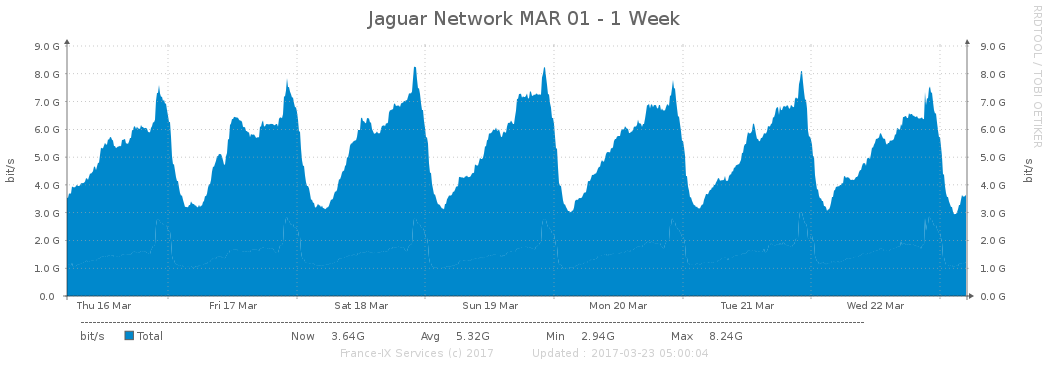 Jaguar Network MAR 01 - 1 Week
RRDTOOL / TOBI OETIKER
bit/s
9.0 G 9.0 G
8.0 G 8.0 G
7.0 G 7.0 G
6.0 G 6.0 G
5.0 G 5.0 G
4.0 G 4.0 G
3.0 G 3.0 G
2.0 G 2.0 G
1.0 G 1.0 G
0.0 0.0 G
bit/s
Thu 16 Mar Fri 17 Mar Sat 18 Mar Sun 19 Mar Mon 20 Mar Tue 21 Mar Wed 22 Mar
bit/s Total Now 3.64G Avg 5.32G Min 2.94G Max 8.24G
France-IX Services (c) 2017 Updated : 2017-03-23 05:00:04